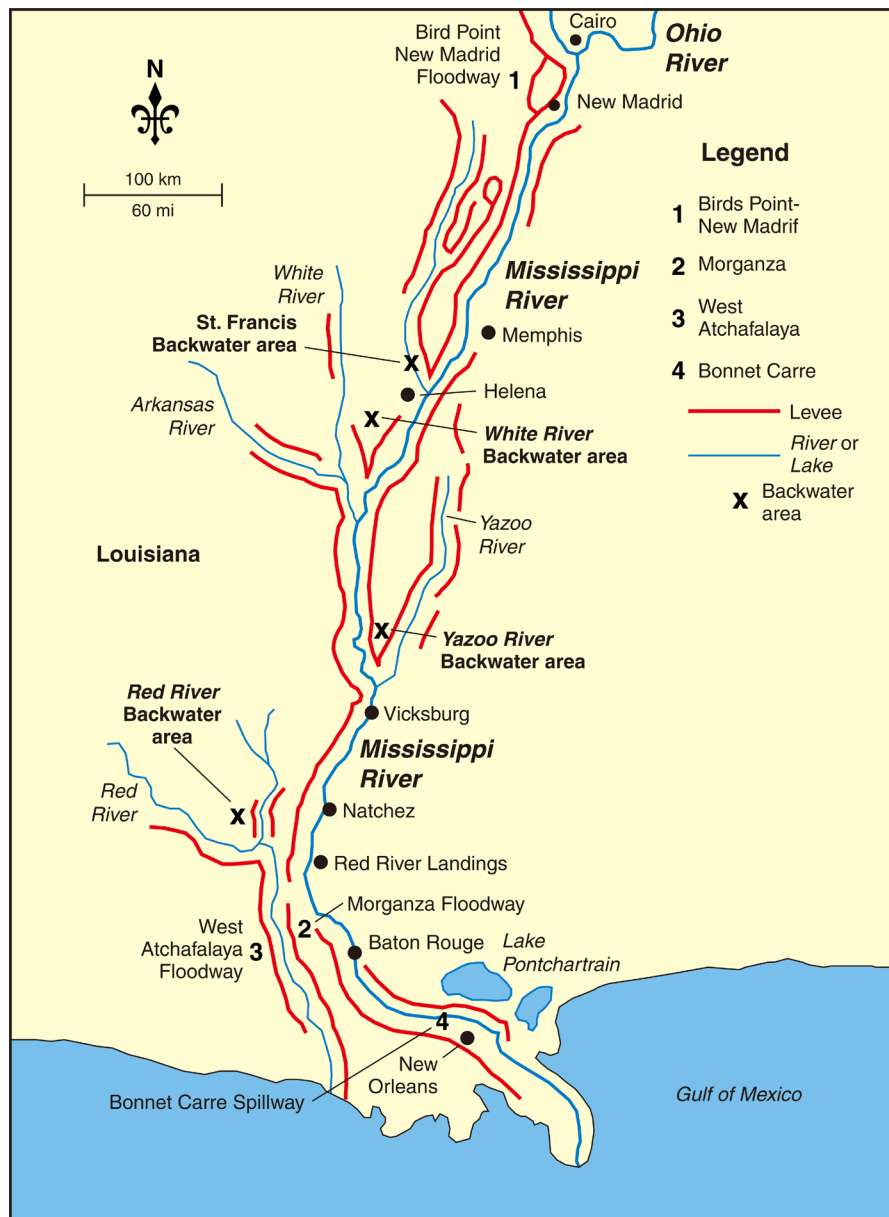 Cairo
Ohio
River
Bird Point
New Madrid
Floodway
1
New Madrid
N
100 km
60 mi
Legend
1 Birds Point-
New Madrif
2 Morganza
3 West
Atchafalaya
4 Bonnet Carre
Levee
River or
Lake
x Backwater
area
White
River
Mississippi
River
St. Francis
Backwater area
x
Memphis
Arkansas
River
Helena
x
White River
Backwater area
Yazoo
River
Louisiana
x
Yazoo River
Backwater area
Red River
Backwater
area
Vicksburg
Mississippi
River
Red
River
x
Natchez
Red River Landings
Morganza Floodway
2
West
Atchafalaya
Floodway
3
Baton Rouge
Lake
Pontchartrain
4
New
Orleans
Bonnet Carre Spillway
Gulf of Mexico